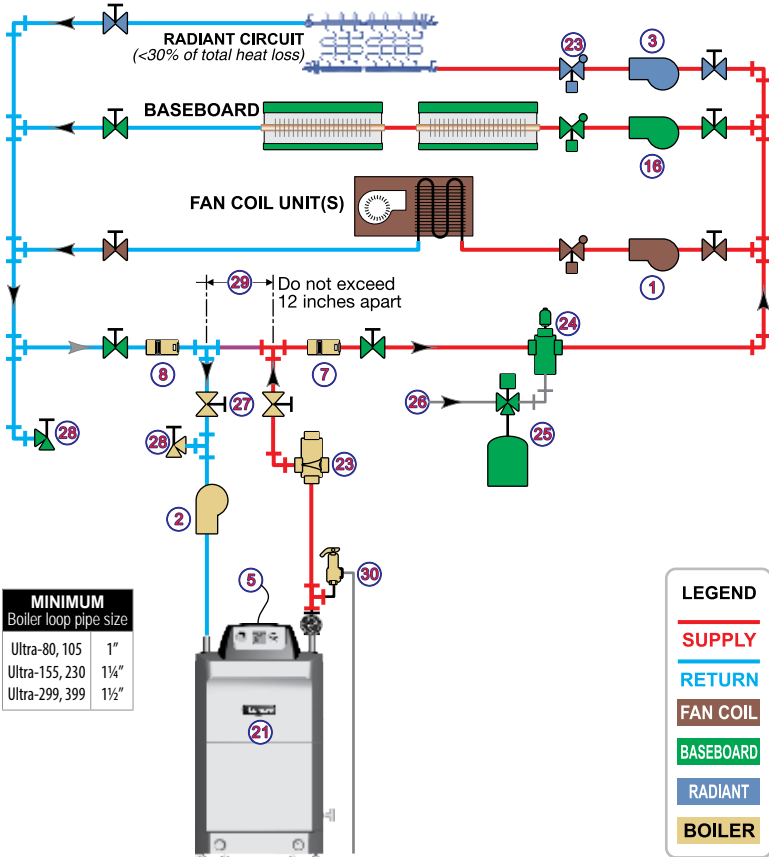 RADIANT CIRCUIT
(<30% of total heat loss)
23
3
BASEBOARD
16
FAN COIL UNIT(S)
1
29
Do not exceed
12 inches apart
24
8
7
26
27
28
28
25
23
2
5
30
MINIMUM
Boiler loop pipe size
Ultra-80, 105 1"
Ultra-155, 230 1¼"
Ultra-299, 399 1½"
21
LEGEND
SUPPLY
RETURN
FAN COIL
BASEBOARD
RADIANT
BOILER